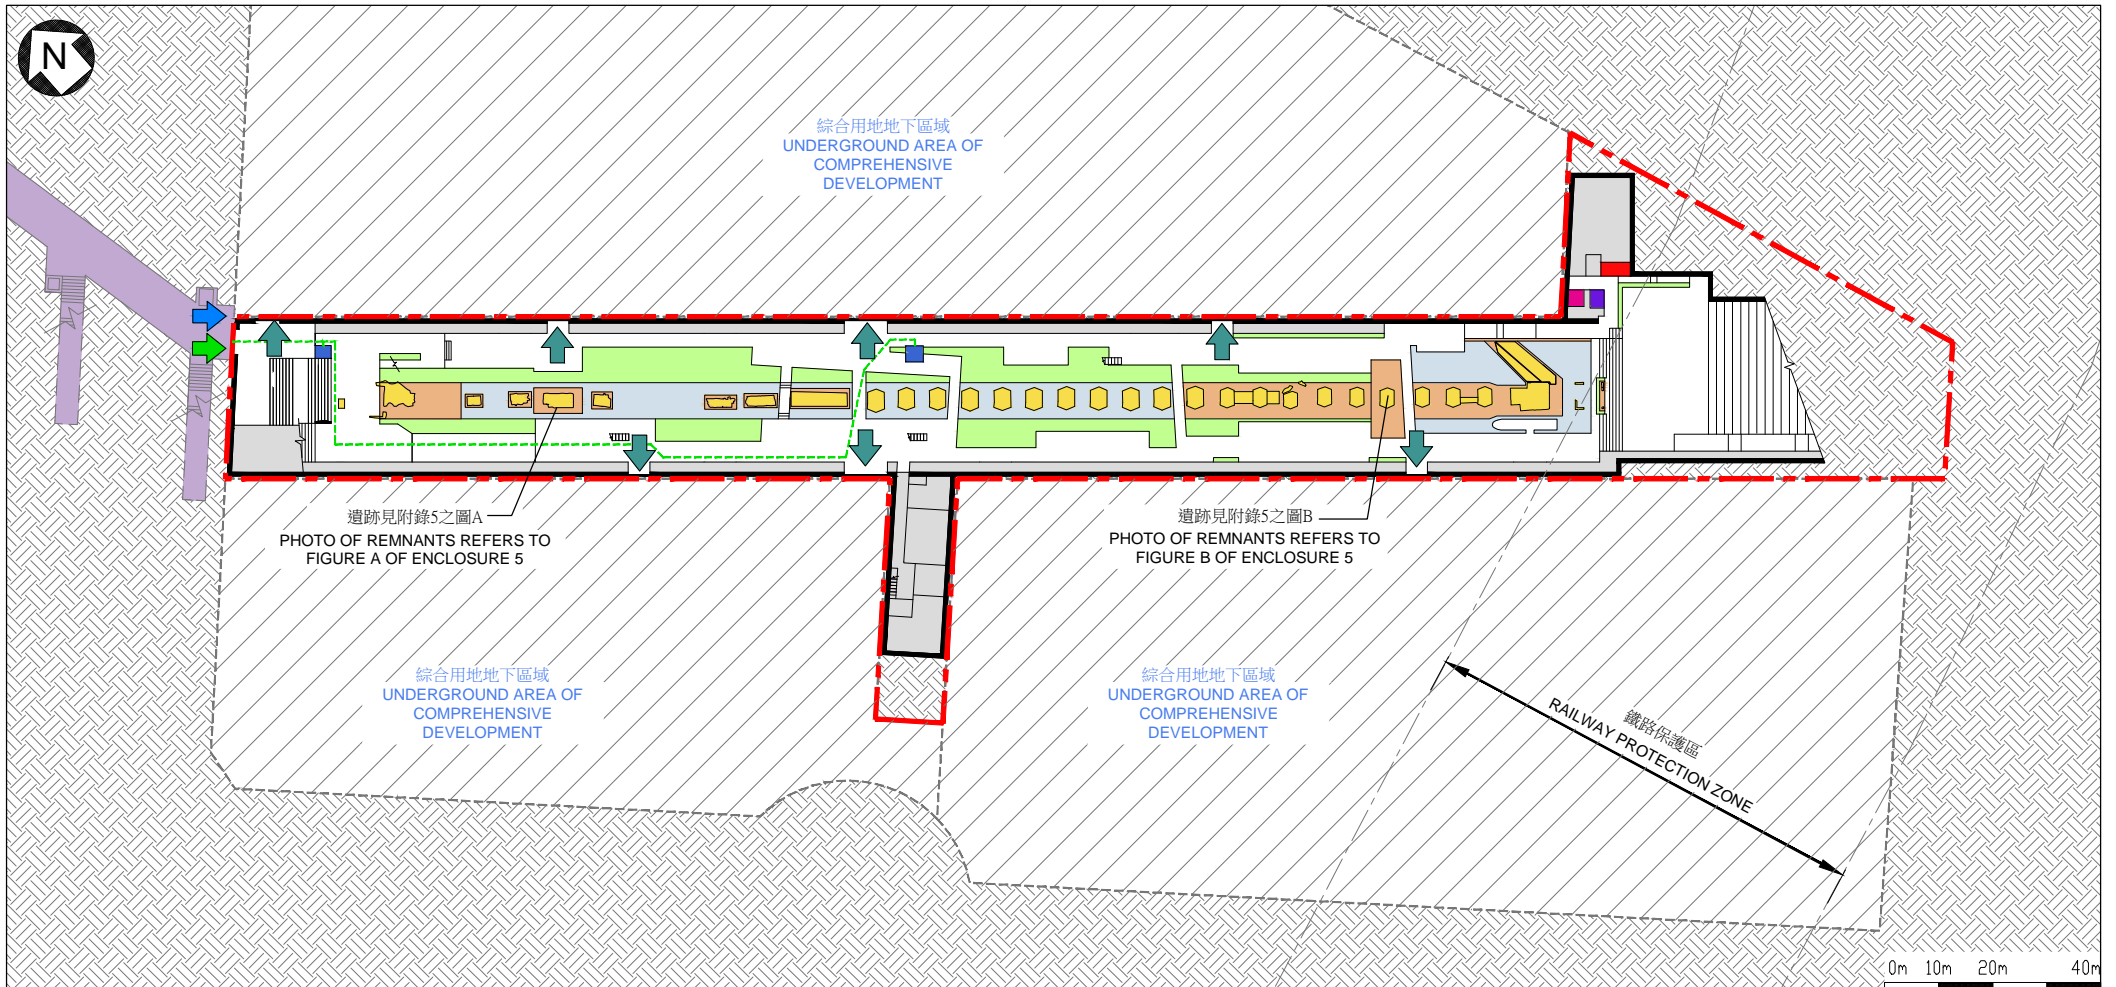 N
綜合用地地下區域
UNDERGROUND AREA OF
COMPREHENSIVE
DEVELOPMENT
遺跡見附錄5之圖A
PHOTO OF REMNANTS REFERS TO
FIGURE A OF ENCLOSURE 5
遺跡見附錄5之圖B
PHOTO OF REMNANTS REFERS TO
FIGURE B OF ENCLOSURE 5
綜合用地地下區域
UNDERGROUND AREA OF
COMPREHENSIVE
DEVELOPMENT
綜合用地地下區域
UNDERGROUND AREA OF
COMPREHENSIVE
DEVELOPMENT
鐵路保護區
RAILWAY PROTECTION ZONE
0m 10m 20m 40m